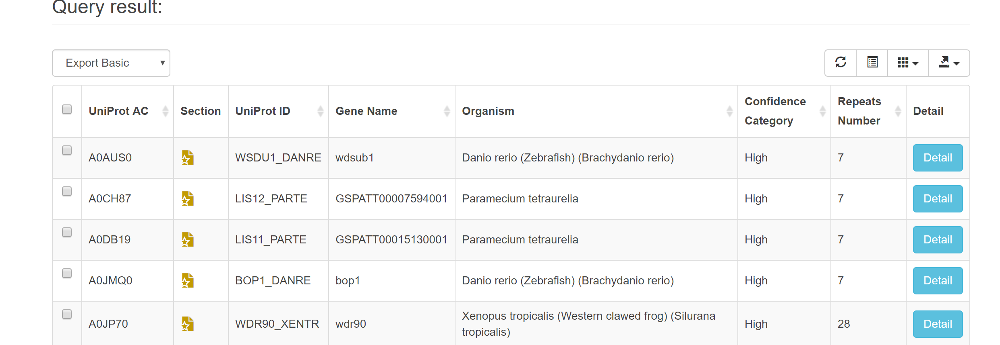 Query result:
Export Basic
UniProt AC Section UniProt ID Gene Name Organism Confidence Category Repeats Number Detail
A0AUS0 WSDU1_DANRE wdsub1 Danio rerio (Zebrafish) (Brachydanio rerio) High 7 Detail
A0CH87 LIS12_PARTE GSPATT00007594001 Paramecium tetraurelia High 7 Detail
A0DB19 LIS11_PARTE GSPATT00015130001 Paramecium tetraurelia High 7 Detail
A0JMQ0 BOP1_DANRE bop1 Danio rerio (Zebrafish) (Brachydanio rerio) High 7 Detail
A0JP70 WDR90_XENTR wdr90 Xenopus tropicalis (Western clawed frog) (Silurana tropicalis) High 28 Detail